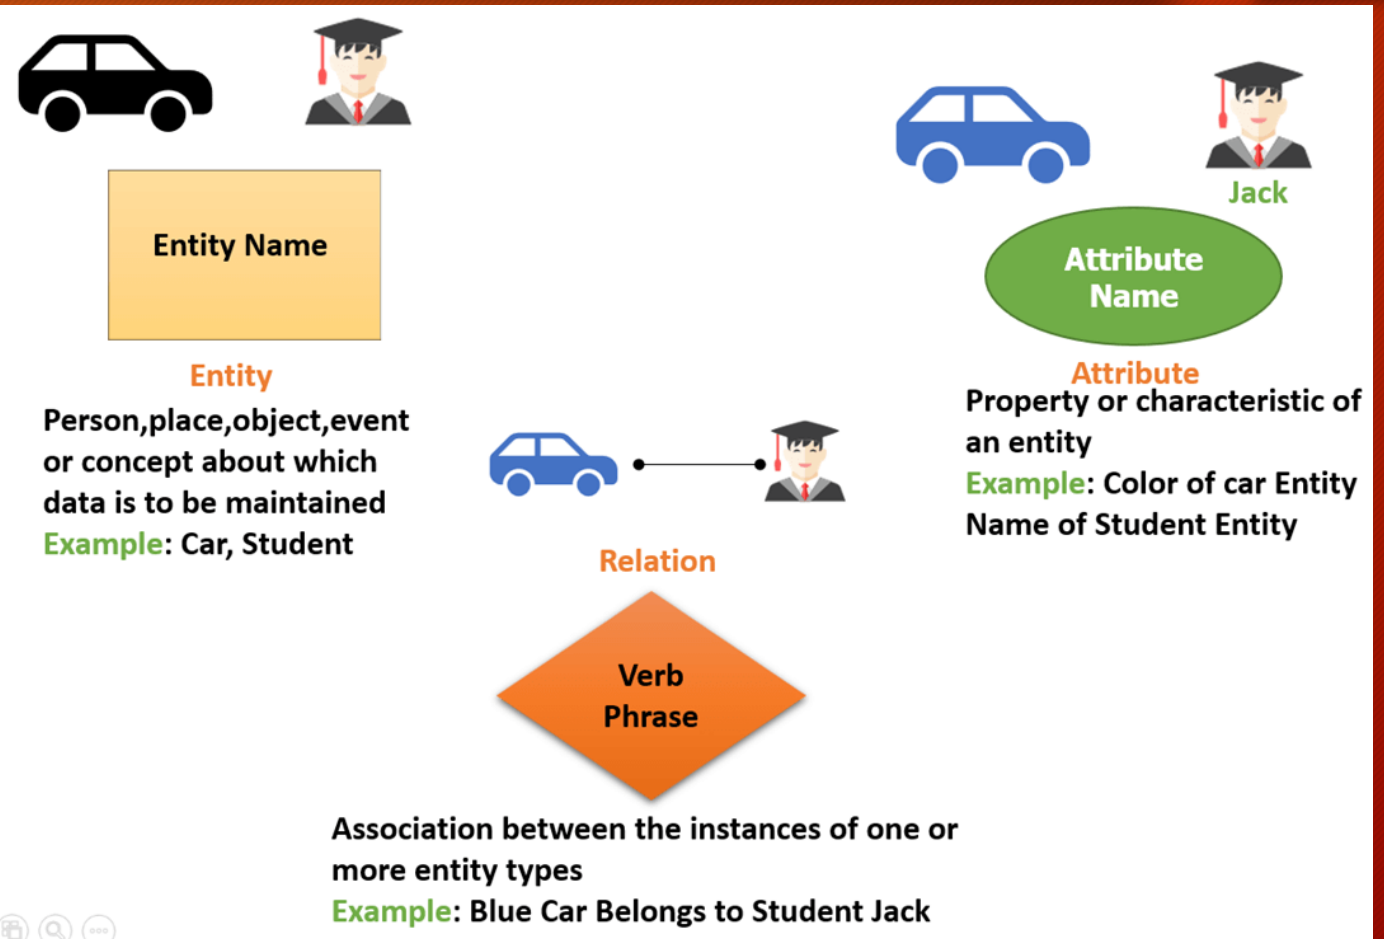 Entity Name
Entity
Person,place,object,event
or concept about which
data is to be maintained
Example: Car, Student
Jack
Attribute
Name
Attribute
Property or characteristic of
an entity
Example: Color of car Entity
Name of Student Entity
Relation
Verb
Phrase
Association between the instances of one or
more entity types
Example: Blue Car Belongs to Student Jack